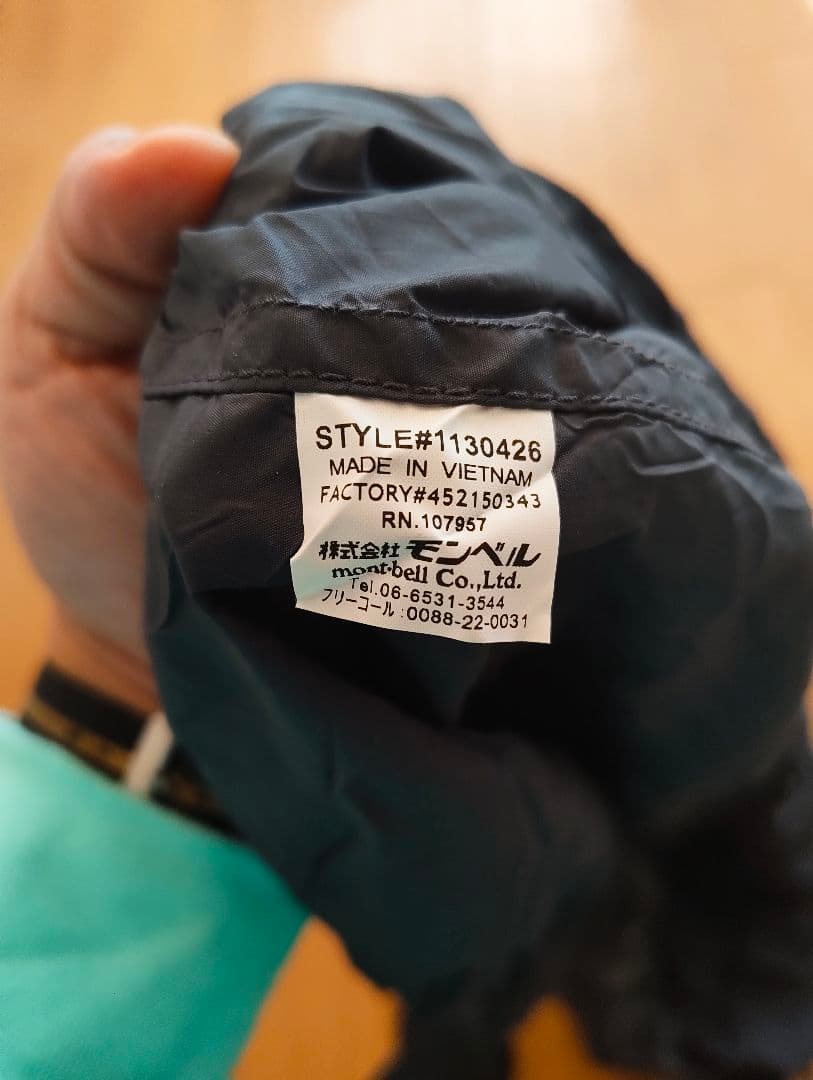 STYLE#1130426
MADE IN VIETNAM
FACTORY#452150343
RN.107957
株式会社 モンベル
mont·bell Co.,Ltd.
Tel.06-6531-3544
フリーコール:0088-22-0031